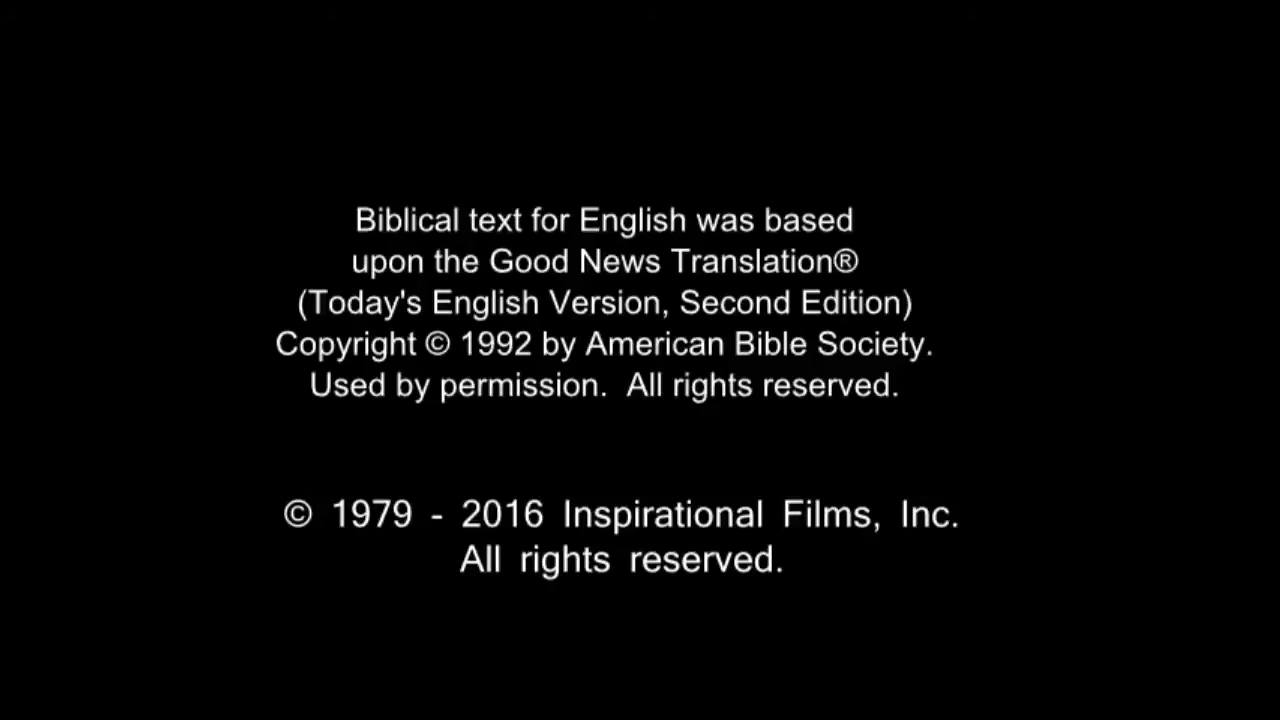 Biblical text for English was based
upon the Good News Translation®
(Today's English Version, Second Edition)
Copyright © 1992 by American Bible Society.
Used by permission.  All rights reserved.
© 1979 - 2016 Inspirational Films, Inc.
All rights reserved.